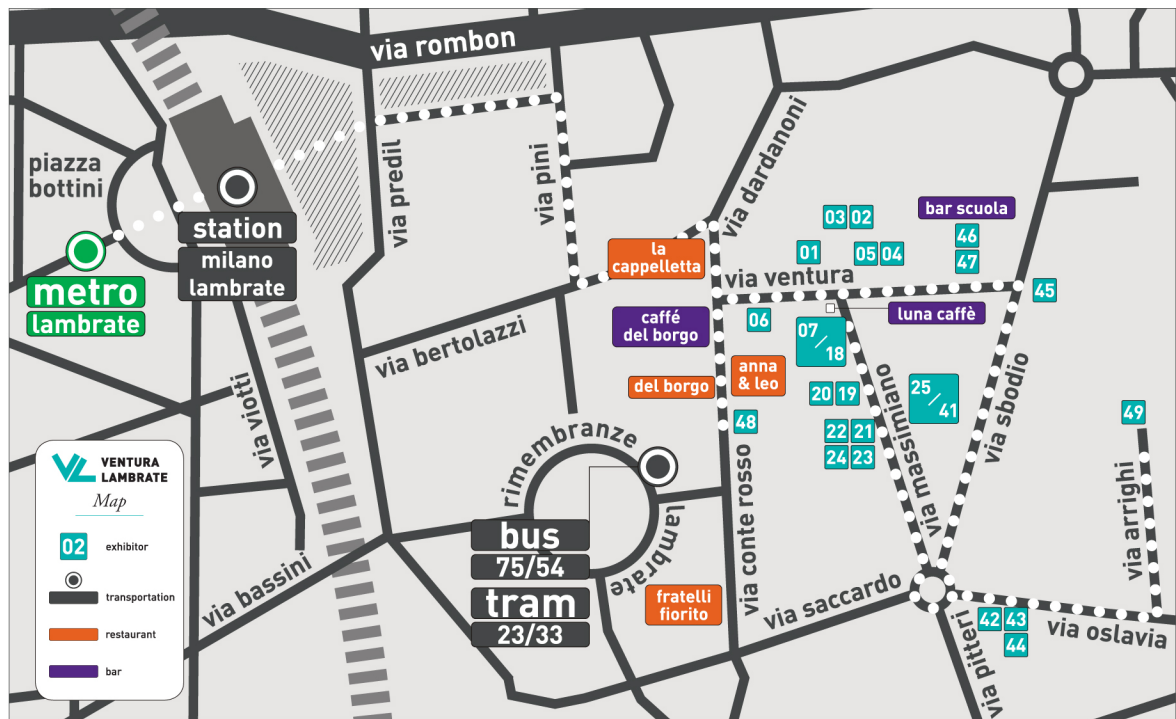 via rombon
piazza
bottini
via predil
via pini
via dardanoni
station
milano
lambrate
metro
lambrate
la
cappelletta
via ventura
03
02
01
05
04
bar scuola
46
47
45
06
luna caffè
caffé
del borgo
07/18
via bertolazzi
anna
& leo
del borgo
20
19
25/41
via massimiano
via sbodio
48
22
21
24
23
49
via viotti
rimembranze
lambrate
bus
75/54
tram
23/33
via conte rosso
via arrighi
via bassini
fratelli
fiorito
via saccardo
via pitteri
42
43
44
via oslavia
VL
VENTURA
LAMBRATE
Map
02
exhibitor
transportation
restaurant
bar